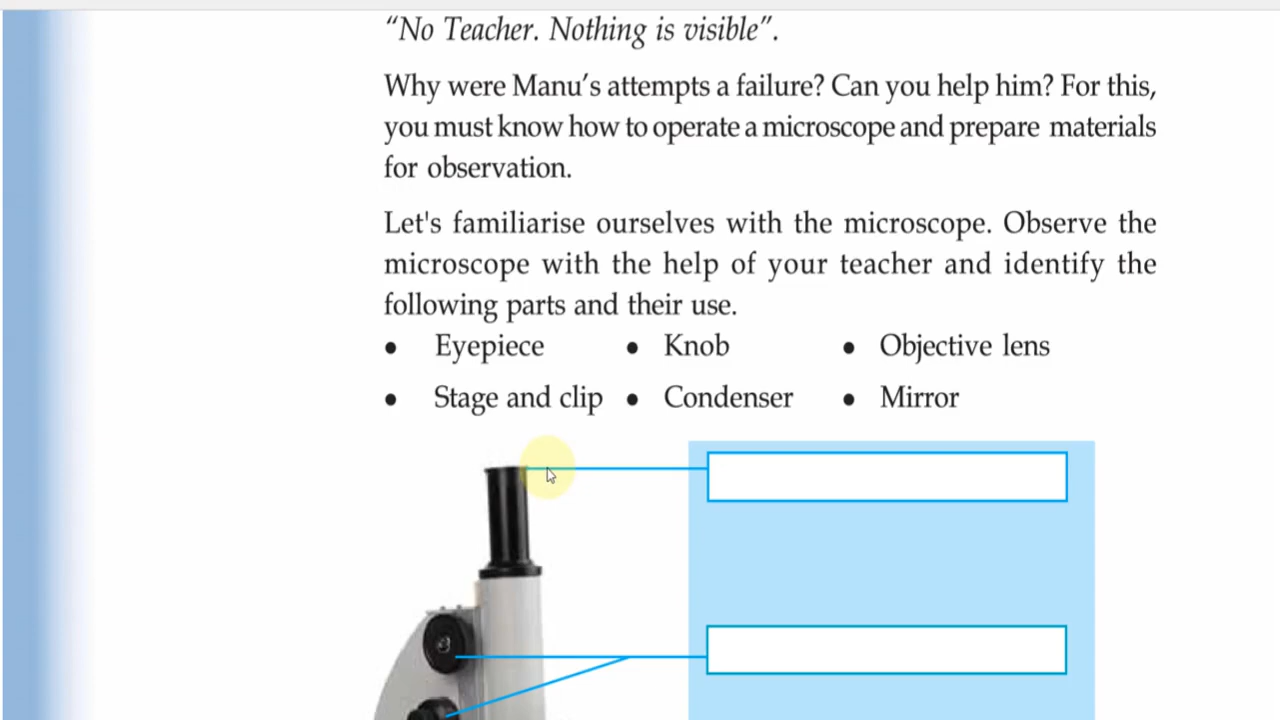 “No Teacher. Nothing is visible”.
Why were Manu’s attempts a failure? Can you help him? For this,
you must know how to operate a microscope and prepare materials
for observation.
Let's familiarise ourselves with the microscope. Observe the
microscope with the help of your teacher and identify the
following parts and their use.
• Eyepiece • Knob • Objective lens
• Stage and clip • Condenser • Mirror